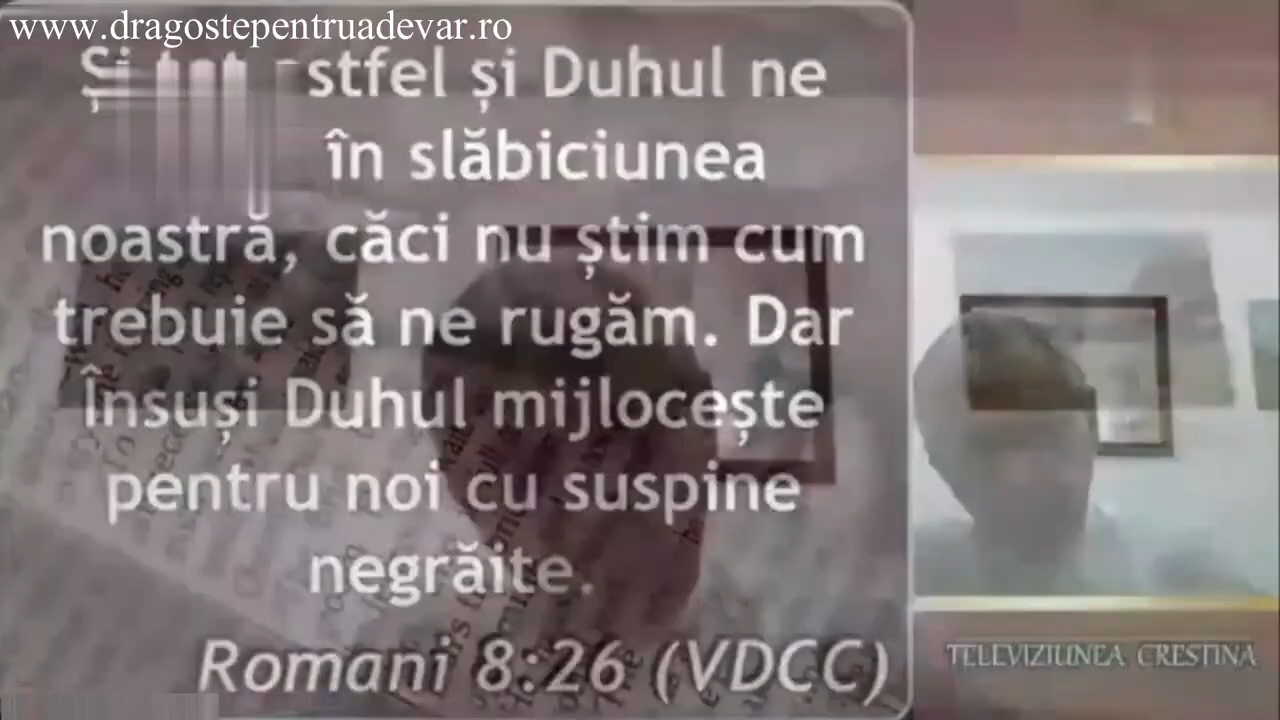 www.dragostepentruadevar.ro
Și stfel și Duhul ne
în slăbiciunea
noastră, căci nu știm cum
trebuie să ne rugăm. Dar
Însuși Duhul mijlocește
pentru noi cu suspine
negrăite.
Romani 8:26 (VDCC)
TELEVIZIUNEA CRESTINA